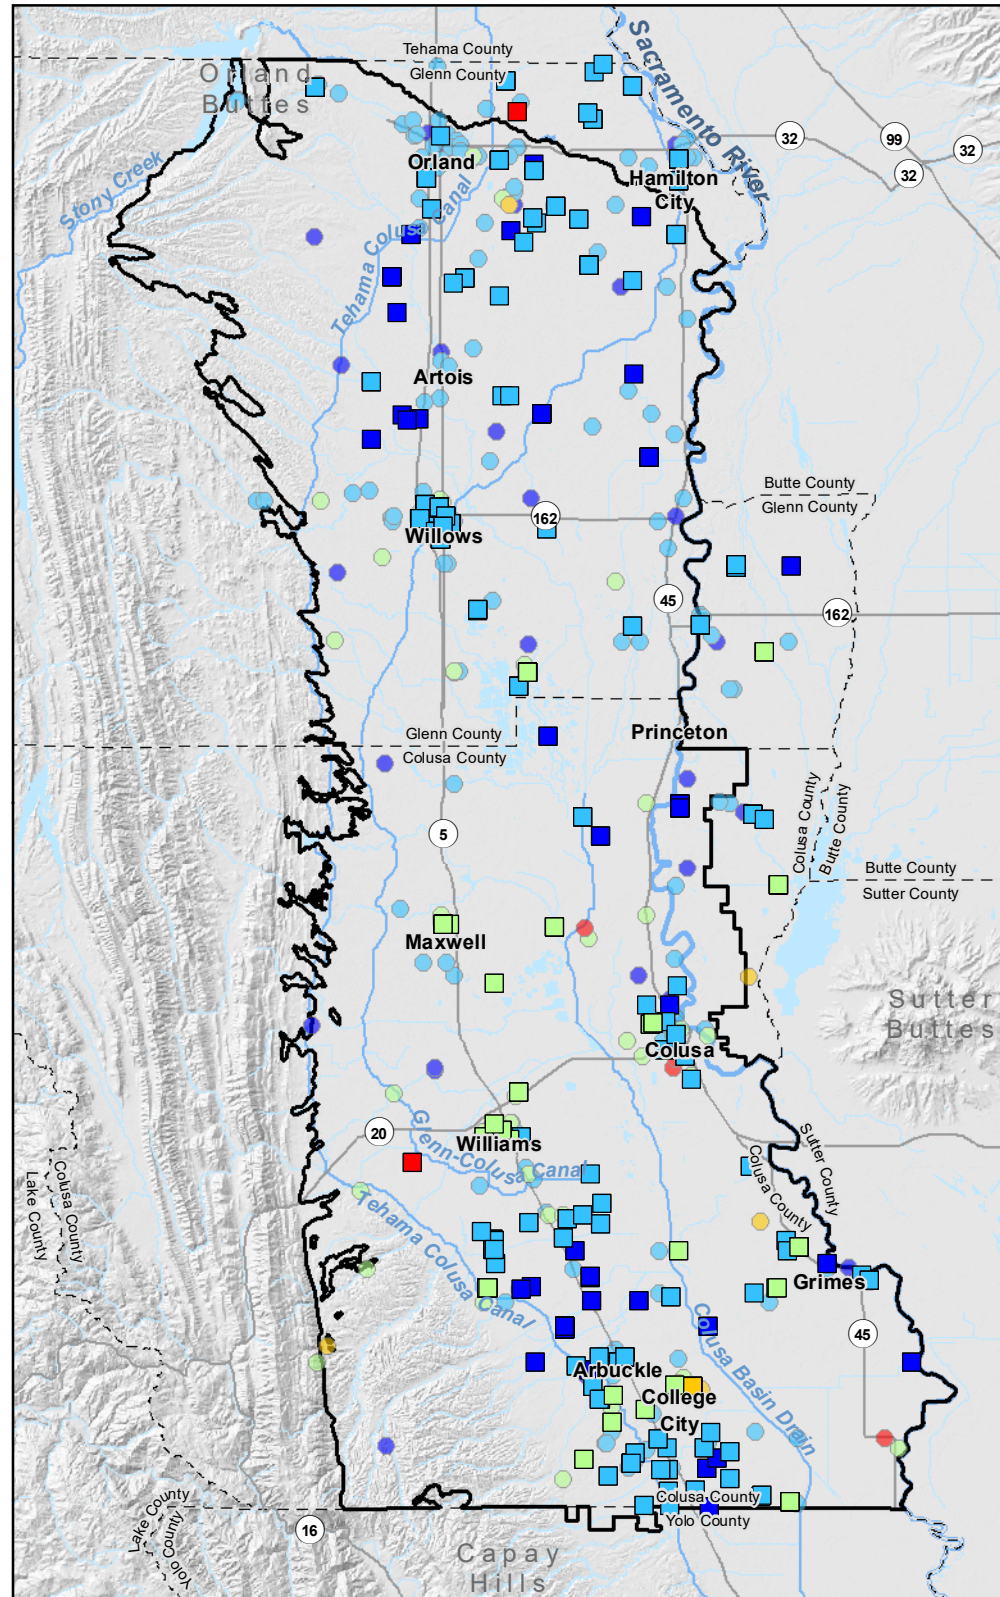 Tehama County
Glenn County
Orland
Buttes
Sacramento River
32
99
32
32
Stony Creek
Orland
Hamilton
City
Tehama Colusa Canal
Artois
Butte County
Glenn County
162
Willows
45
162
Princeton
Glenn County
Colusa County
5
Colusa County
Butte County
Butte County
Sutter County
Maxwell
Sutter
Buttes
Colusa
20
Williams
Glenn-Colusa Canal
Sutter County
Colusa County
Lake County
Colusa County
Tehama Colusa Canal
Grimes
45
Colusa Basin Drain
Arbuckle
College
City
Colusa County
Yolo County
Lake County
Yolo County
16
Capay
Hills